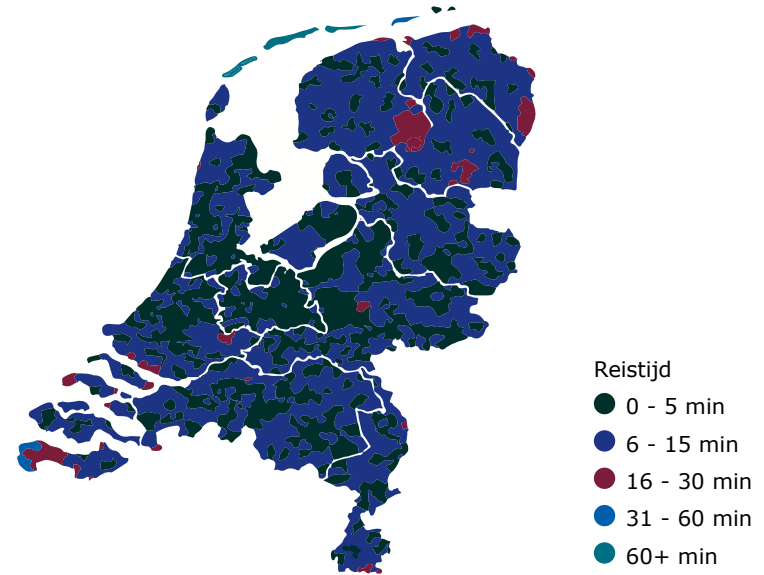 Reistijd
0 - 5 min
6 - 15 min
16 - 30 min
31 - 60 min
60+ min